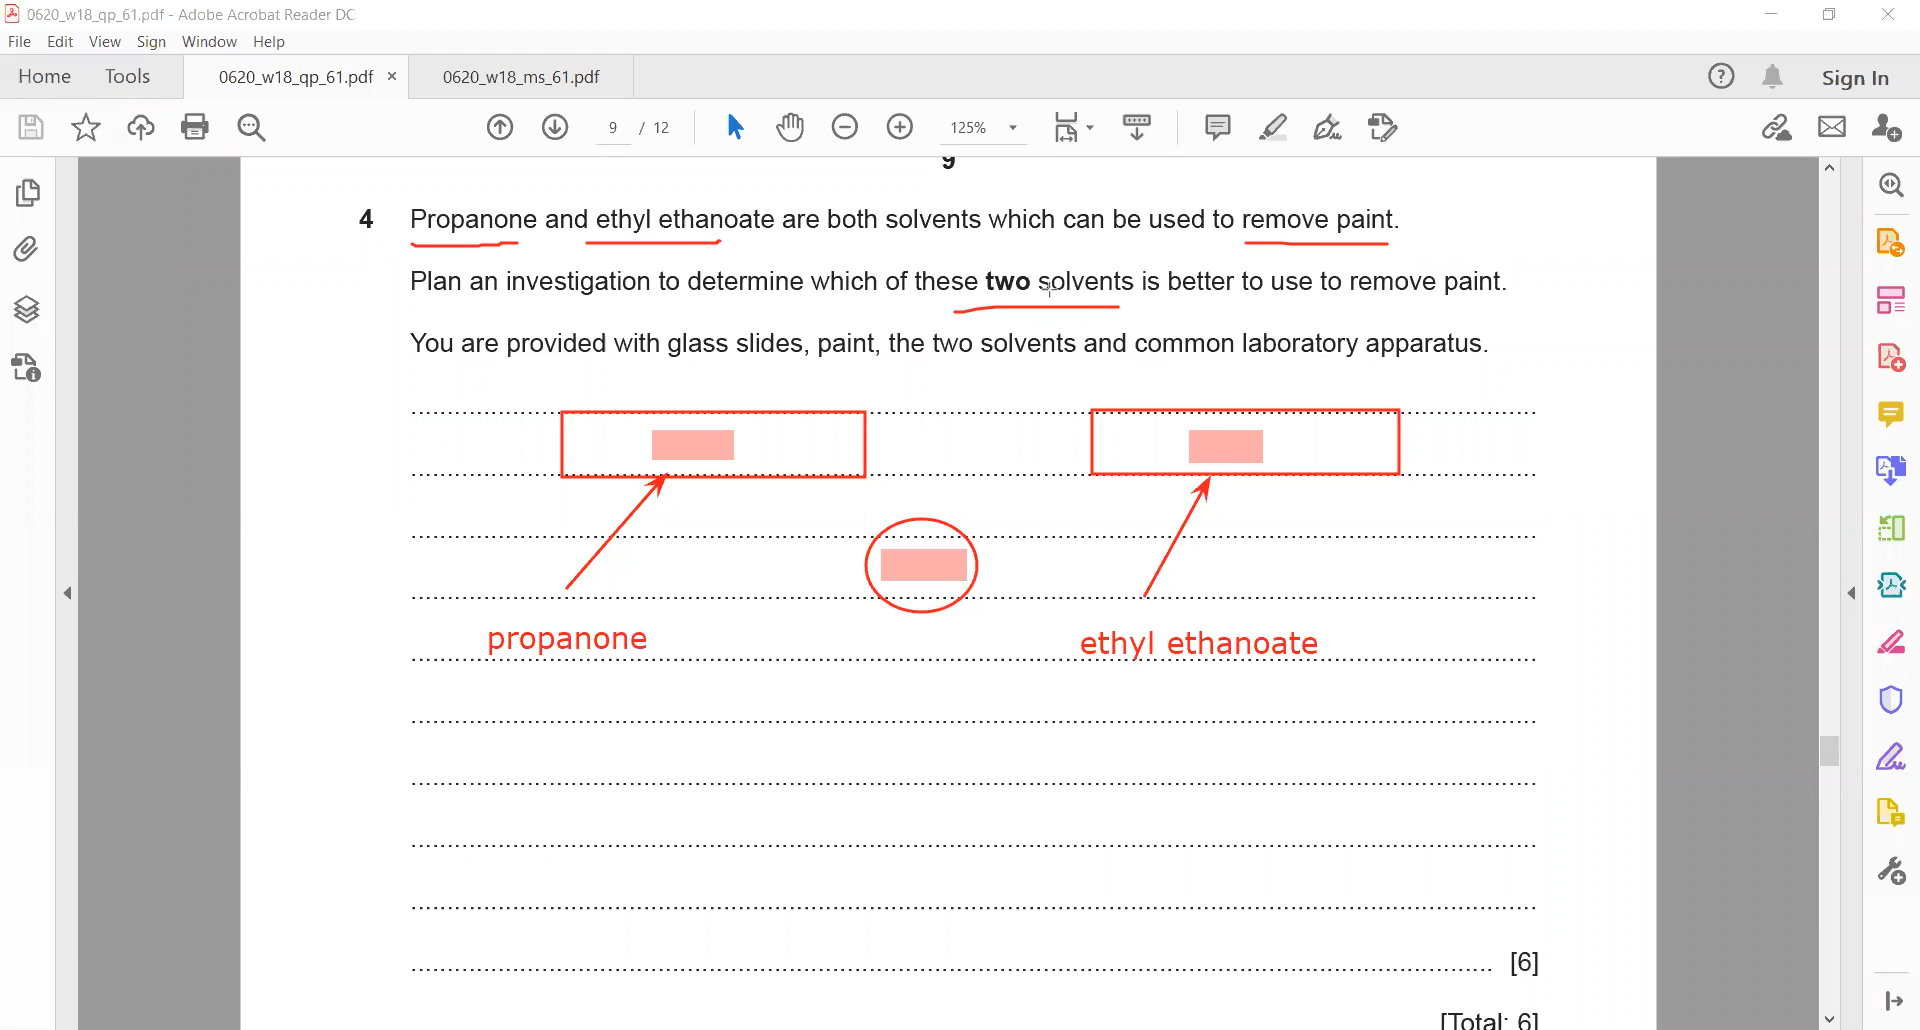 0620_w18_qp_61.pdf - Adobe Acrobat Reader DC
File Edit View Sign Window Help
Home Tools 0620_w18_qp_61.pdf × 0620_w18_ms_61.pdf Sign In
9 / 12 125%
9
4 Propanone and ethyl ethanoate are both solvents which can be used to remove paint.
Plan an investigation to determine which of these two solvents is better to use to remove paint.
You are provided with glass slides, paint, the two solvents and common laboratory apparatus.
propanone ethyl ethanoate
[6]
[Total: 6]